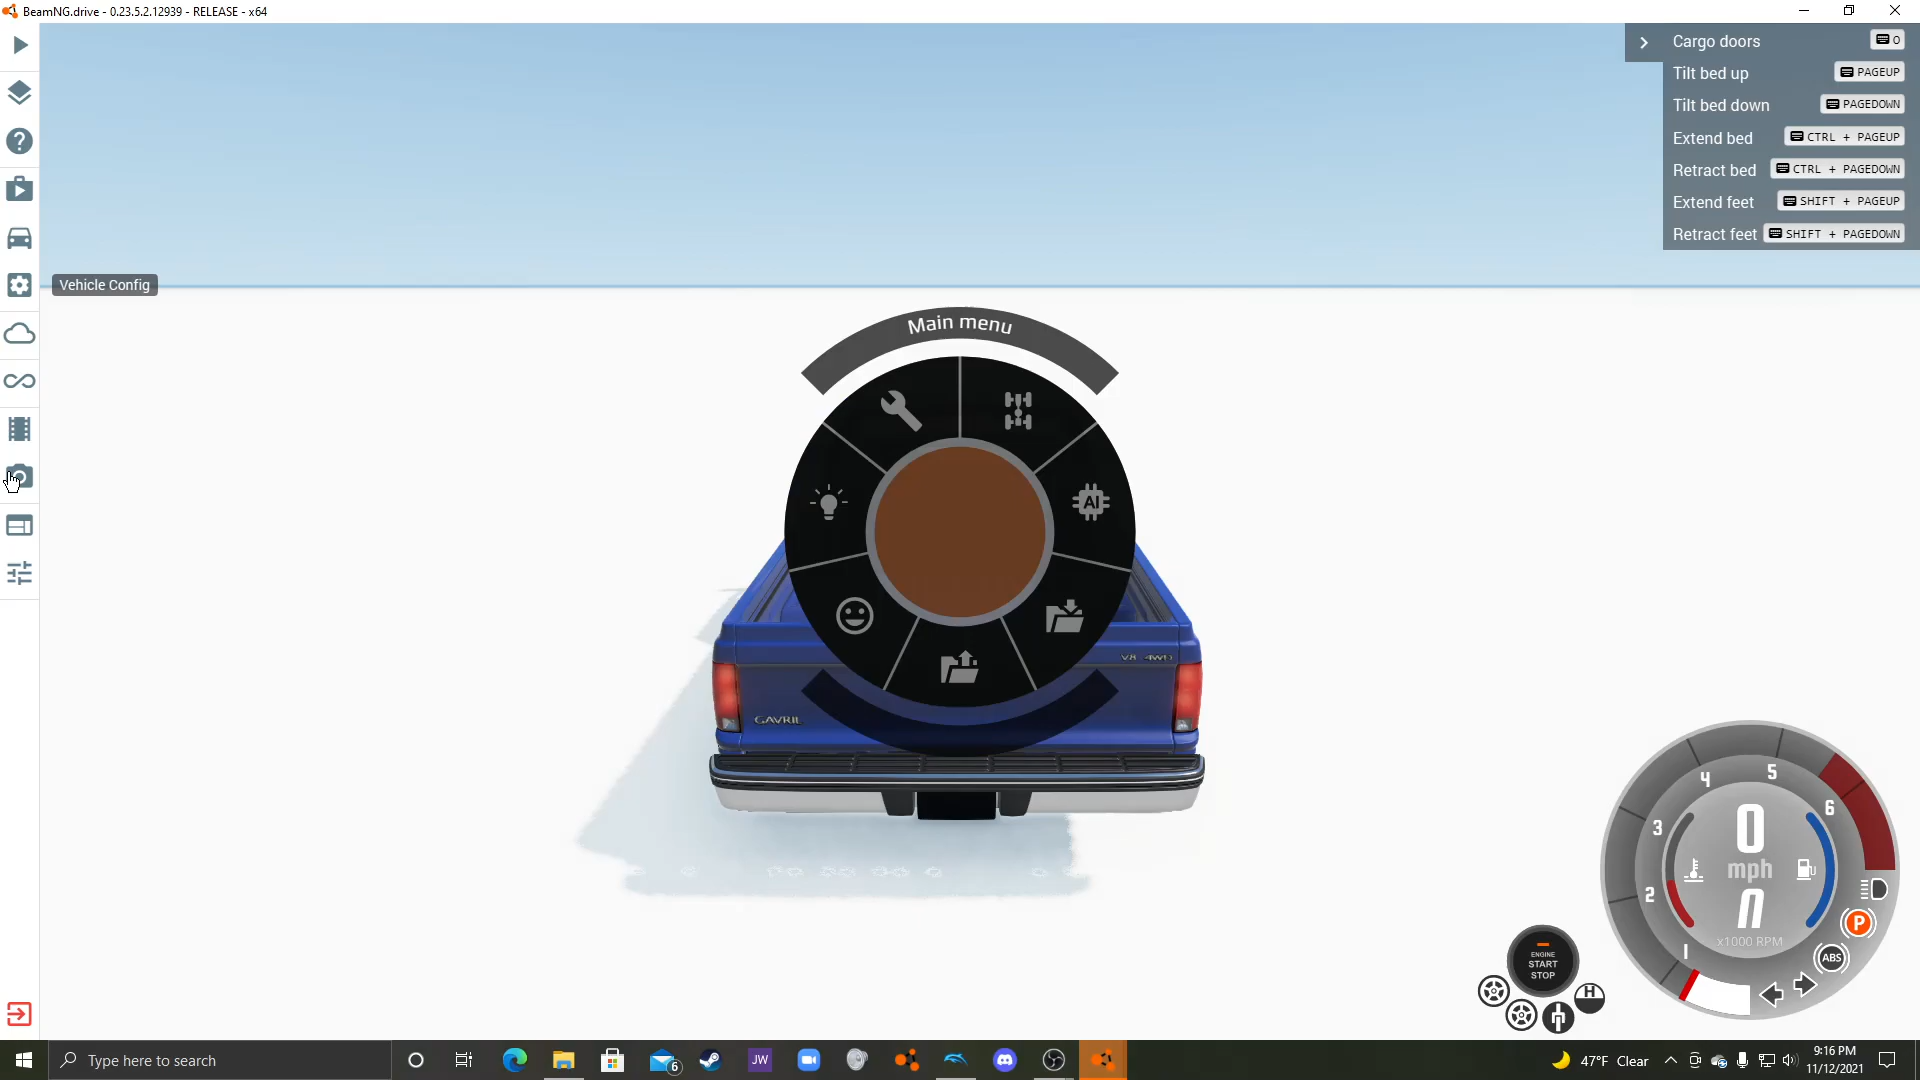 BeamNG.drive - 0.23.5.2.12939 - RELEASE - x64
Cargo doors O
Tilt bed up PAGEUP
Tilt bed down PAGEDOWN
Extend bed CTRL + PAGEUP
Retract bed CTRL + PAGEDOWN
Extend feet SHIFT + PAGEUP
Retract feet SHIFT + PAGEDOWN
Vehicle Config
Main menu
AI
V8 4WD
GAVRIL
1 2 3 4 5 6
0
mph
n
x1000 RPM
P
ABS
ENGINE
START
STOP
H
Type here to search
6
JW
47°F Clear
9:16 PM
11/12/2021